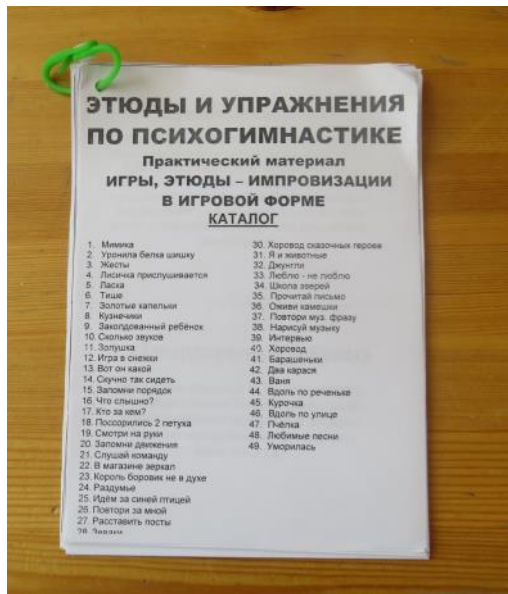 ЭТЮДЫ И УПРАЖНЕНИЯ
ПО ПСИХОГИМНАСТИКЕ
Практический материал
ИГРЫ, ЭТЮДЫ – ИМПРОВИЗАЦИИ
В ИГРОВОЙ ФОРМЕ
КАТАЛОГ
1. Мимика
2. Уронила белка шишку
3. Жесты
4. Лисичка прислушивается
5. Ласка
6. Тише
7. Золотые капельки
8. Кузнечики
9. Заколдованный ребёнок
10. Сколько звуков
11. Золушка
12. Игра в снежки
13. Вот он какой
14. Скучно так сидеть
15. Запомни порядок
16. Что слышно?
17. Кто за кем?
18. Поссорились 2 петуха
19. Смотри на руки
20. Запомни движения
21. Слушай команду
22. В магазине зеркал
23. Король боровик не в духе
24. Раздумье
25. Идём за синей птицей
26. Повтори за мной
27. Расставить посты
28.
30. Хоровод сказочных героев
31. Я и животные
32. Джунгли
33. Люблю - не люблю
34. Школа зверей
35. Прочитай письмо
36. Оживи камешки
37. Повтори муз. фразу
38. Нарисуй музыку
39. Интервью
40. Хоровод
41. Барашеньки
42. Два карася
43. Ваня
44. Вдоль по реченьке
45. Курочка
46. Вдоль по улице
47. Пчёлка
48. Любимые песни
49. Уморилась